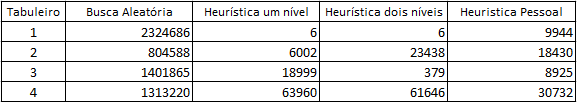 Tabuleiro Busca Aleatória Heurística um nível Heurística dois níveis Heuristica Pessoal
1 2324686 6 6 9944
2 804588 6002 23438 18430
3 1401865 18999 379 8925
4 1313220 63960 61646 30732